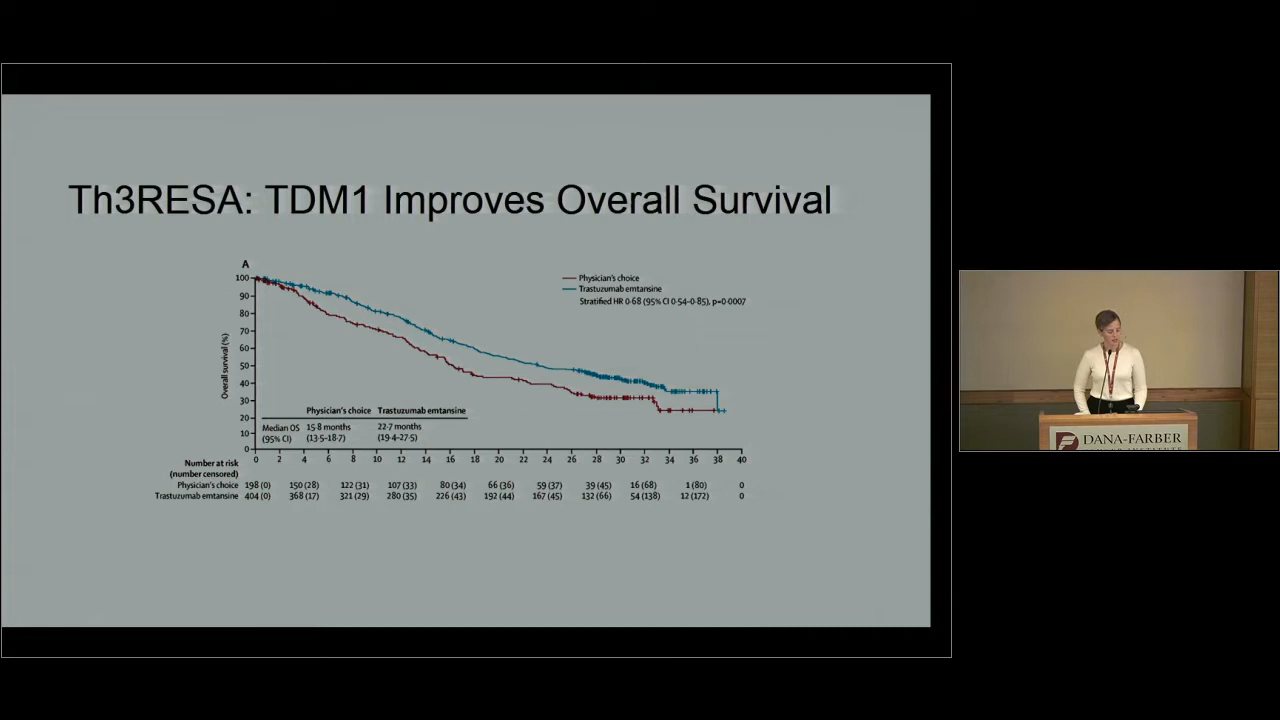 Th3RESA: TDM1 Improves Overall Survival
A
Physician's choice
Trastuzumab emtansine
Stratified HR 0·68 (95% CI 0·54–0·85), p=0·0007
Overall survival (%)
100
90
80
70
60
50
40
30
20
10
0
Physician's choice Trastuzumab emtansine
Median OS 15·8 months 22·7 months
(95% CI) (13·5–18·7) (19·4–27·5)
0 2 4 6 8 10 12 14 16 18 20 22 24 26 28 30 32 34 36 38 40
Number at risk
(number censored)
Physician's choice 198 (0) 150 (28) 122 (31) 107 (33) 80 (34) 66 (36) 59 (37) 39 (45) 16 (68) 1 (80) 0
Trastuzumab emtansine 404 (0) 368 (17) 321 (29) 280 (35) 226 (43) 192 (44) 167 (45) 132 (66) 54 (138) 12 (172) 0
DANA-FARBER